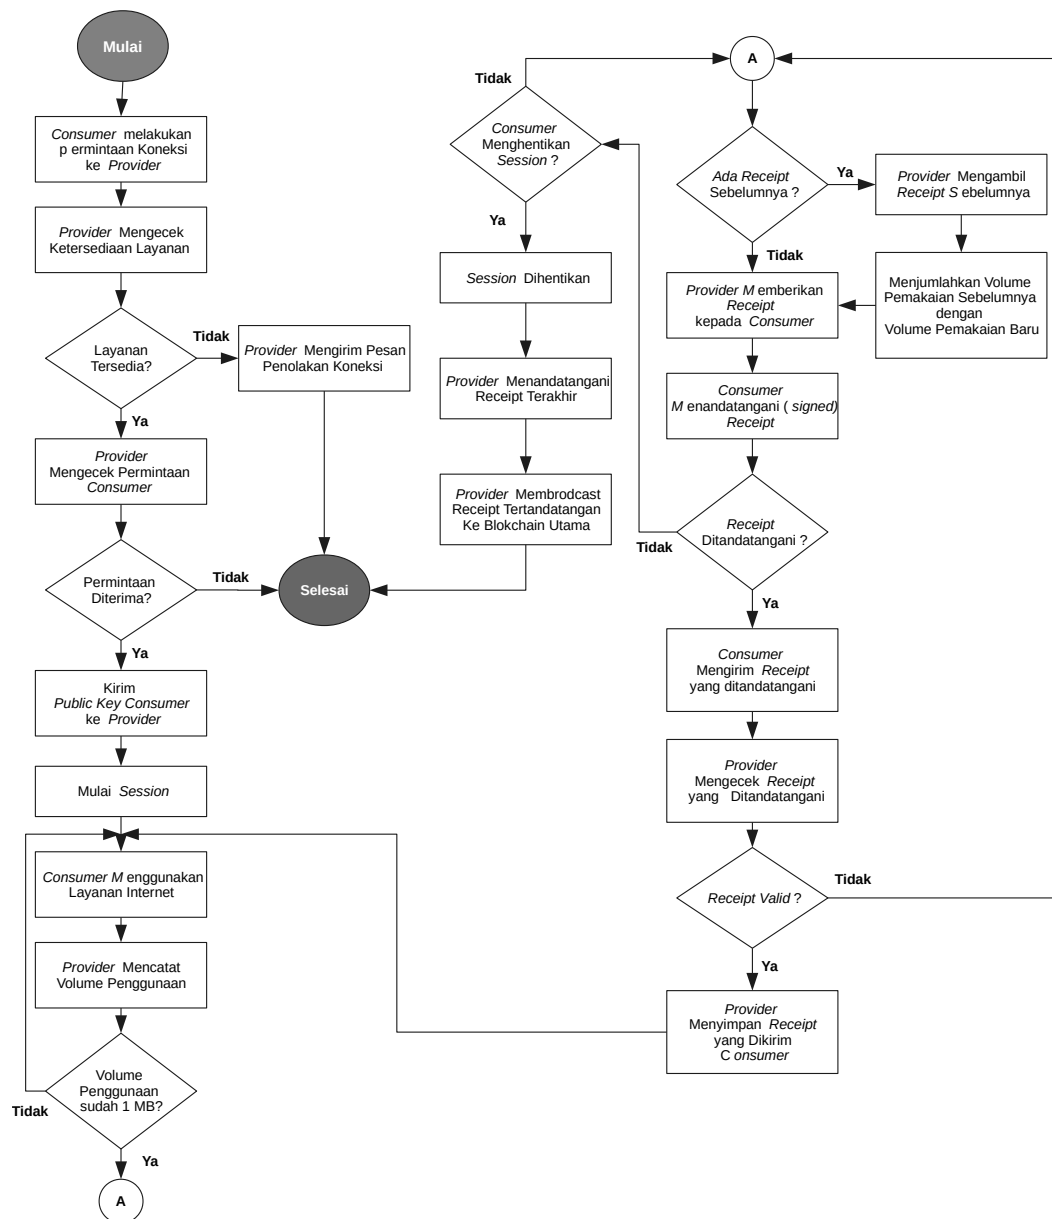 Mulai
Consumer melakukan
p ermintaan Koneksi
ke Provider
Provider Mengecek
Ketersediaan Layanan
Layanan
Tersedia?
Tidak
Provider Mengirim Pesan
Penolakan Koneksi
Ya
Provider
Mengecek Permintaan
Consumer
Permintaan
Diterima?
Tidak
Selesai
Ya
Kirim
Public Key Consumer
ke Provider
Mulai Session
Consumer M enggunakan
Layanan Internet
Provider Mencatat
Volume Penggunaan
Volume
Penggunaan
sudah 1 MB?
Tidak
Ya
A
Tidak
Consumer
Menghentikan
Session ?
Ya
Session Dihentikan
Provider Menandatangani
Receipt Terakhir
Provider Membrodcast
Receipt Tertandatangan
Ke Blokchain Utama
A
Ada Receipt
Sebelumnya ?
Ya
Provider Mengambil
Receipt S ebelumnya
Menjumlahkan Volume
Pemakaian Sebelumnya
dengan
Volume Pemakaian Baru
Tidak
Provider M emberikan
Receipt
kepada Consumer
Consumer
M enandatangani ( signed)
Receipt
Receipt
Ditandatangani ?
Tidak
Ya
Consumer
Mengirim Receipt
yang ditandatangani
Provider
Mengecek Receipt
yang Ditandatangani
Receipt Valid ?
Tidak
Ya
Provider
Menyimpan Receipt
yang Dikirim
C onsumer